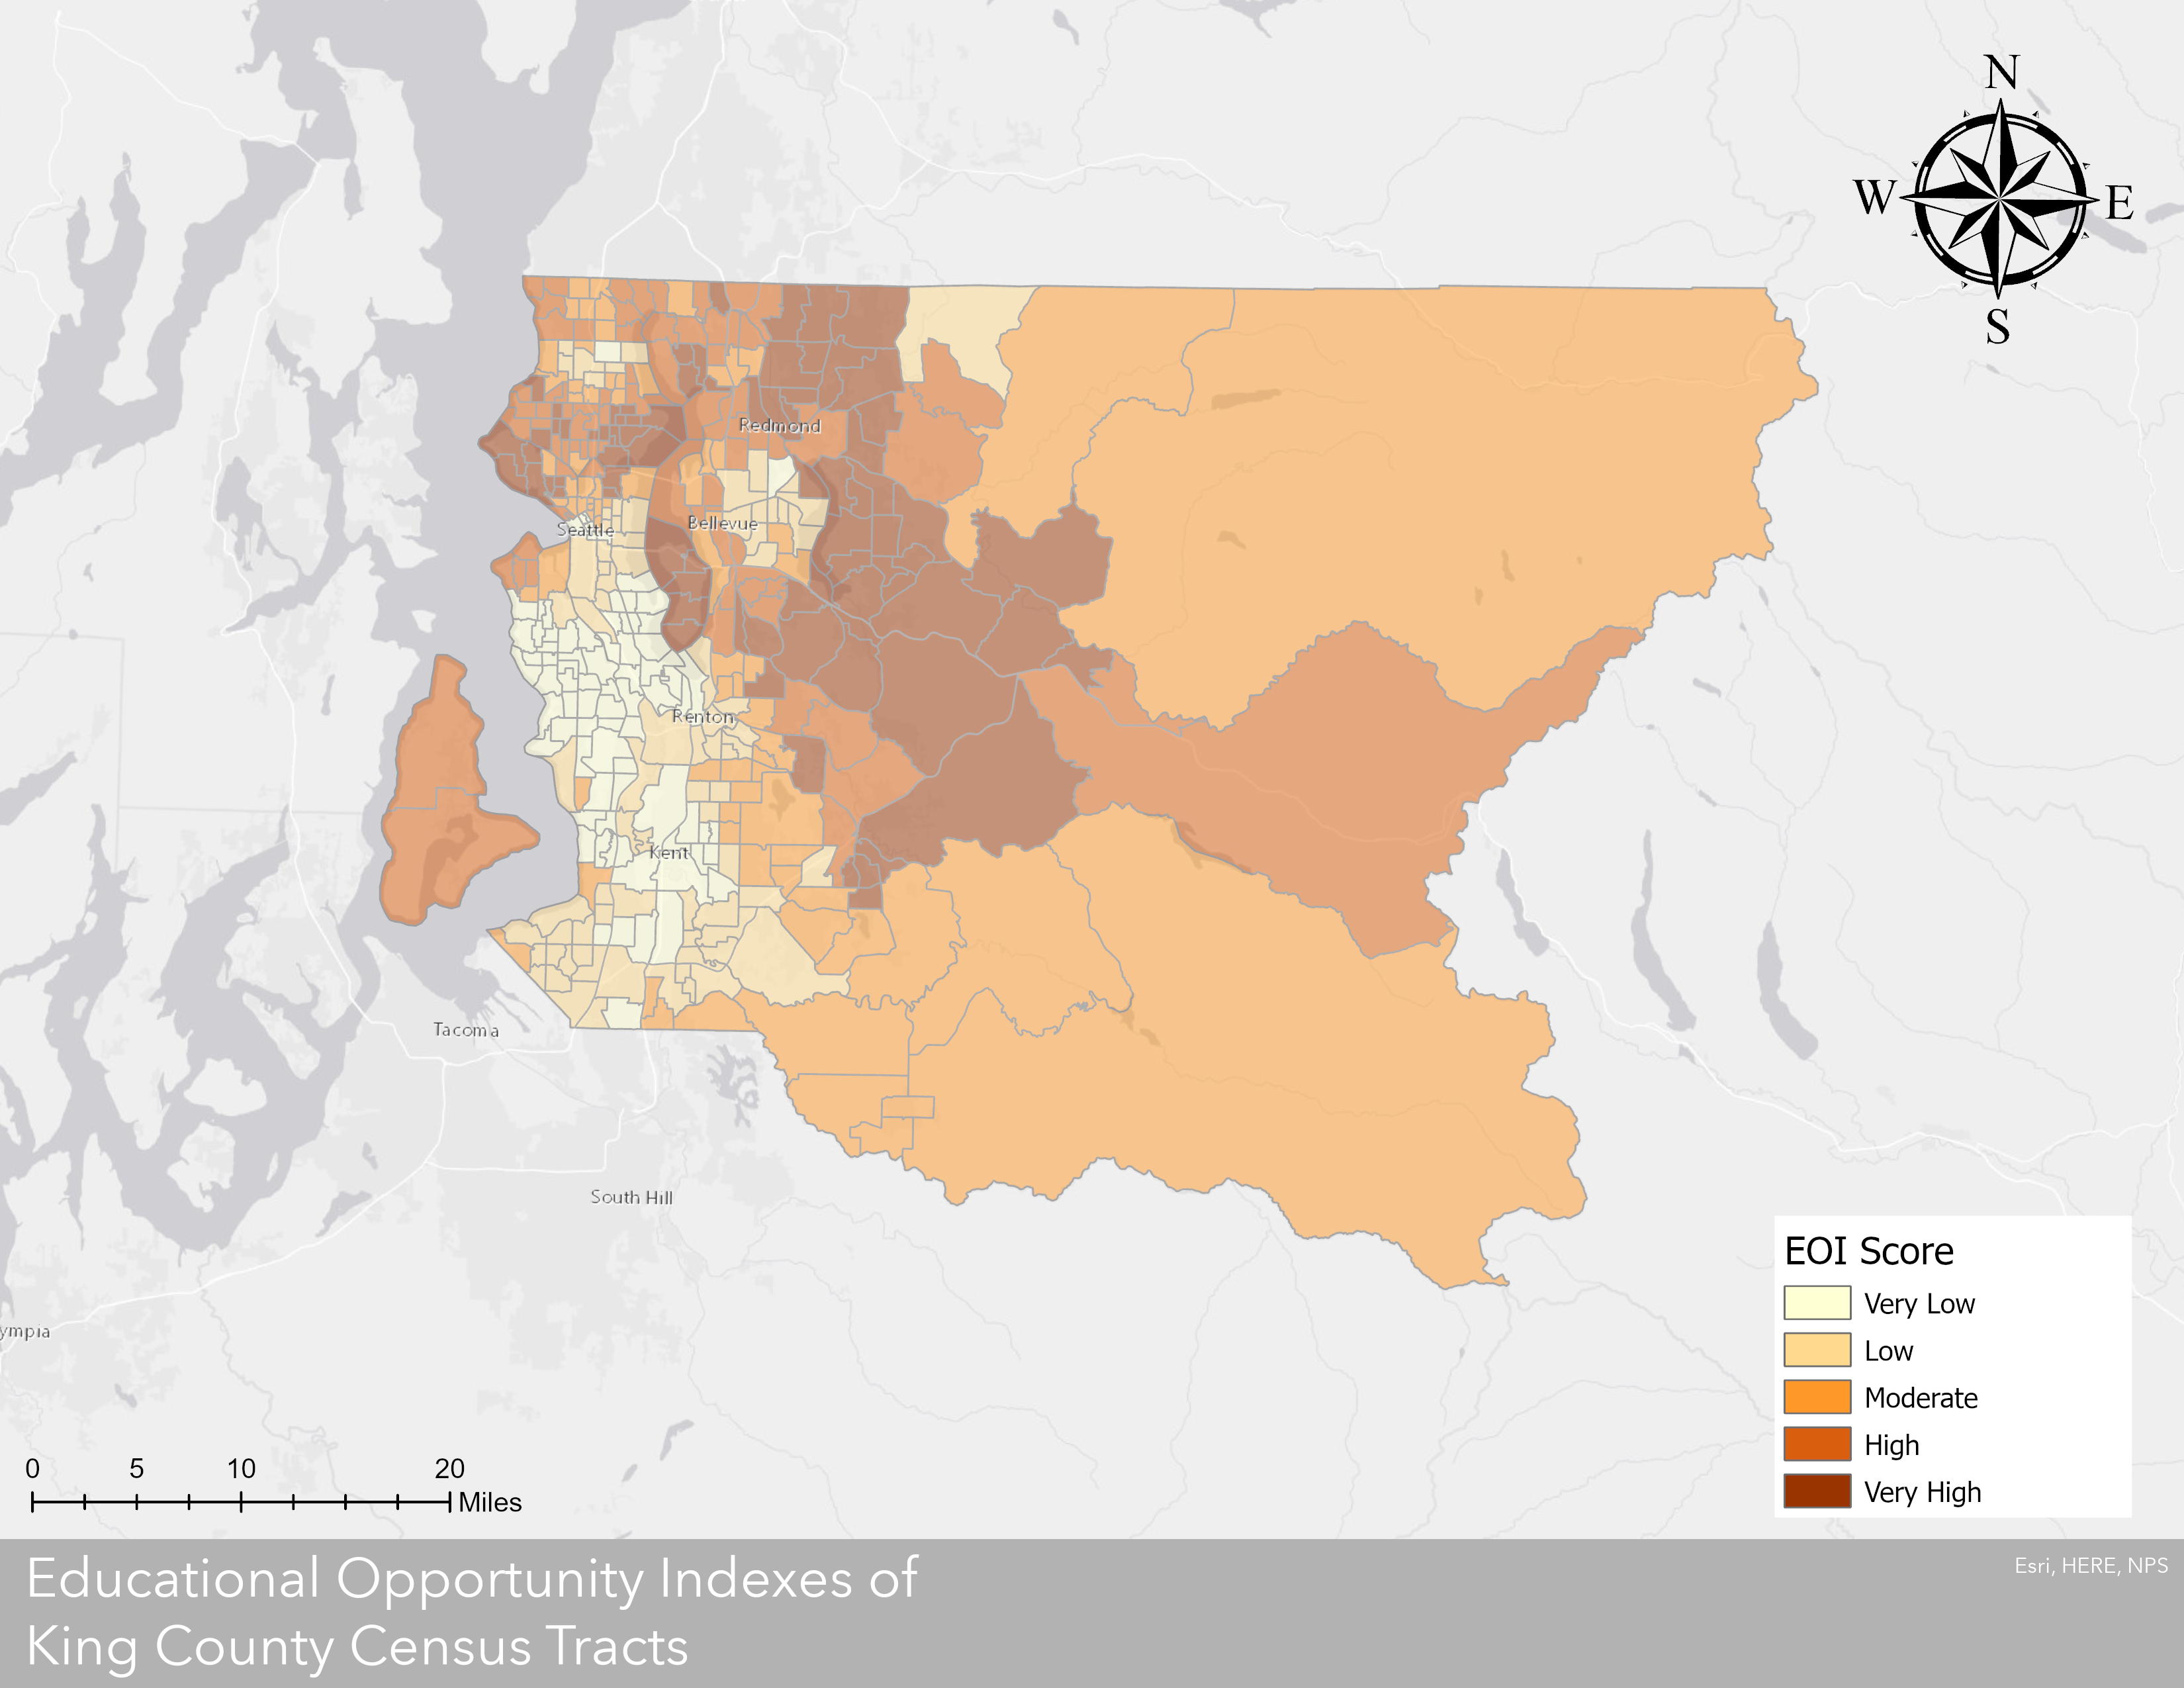 N
W E
S
Redmond
Seattle
Bellevue
Renton
Kent
Tacoma
South Hill
ympia
EOI Score
Very Low
Low
Moderate
High
Very High
0 5 10 20
Miles
Educational Opportunity Indexes of
King County Census Tracts
Esri, HERE, NPS